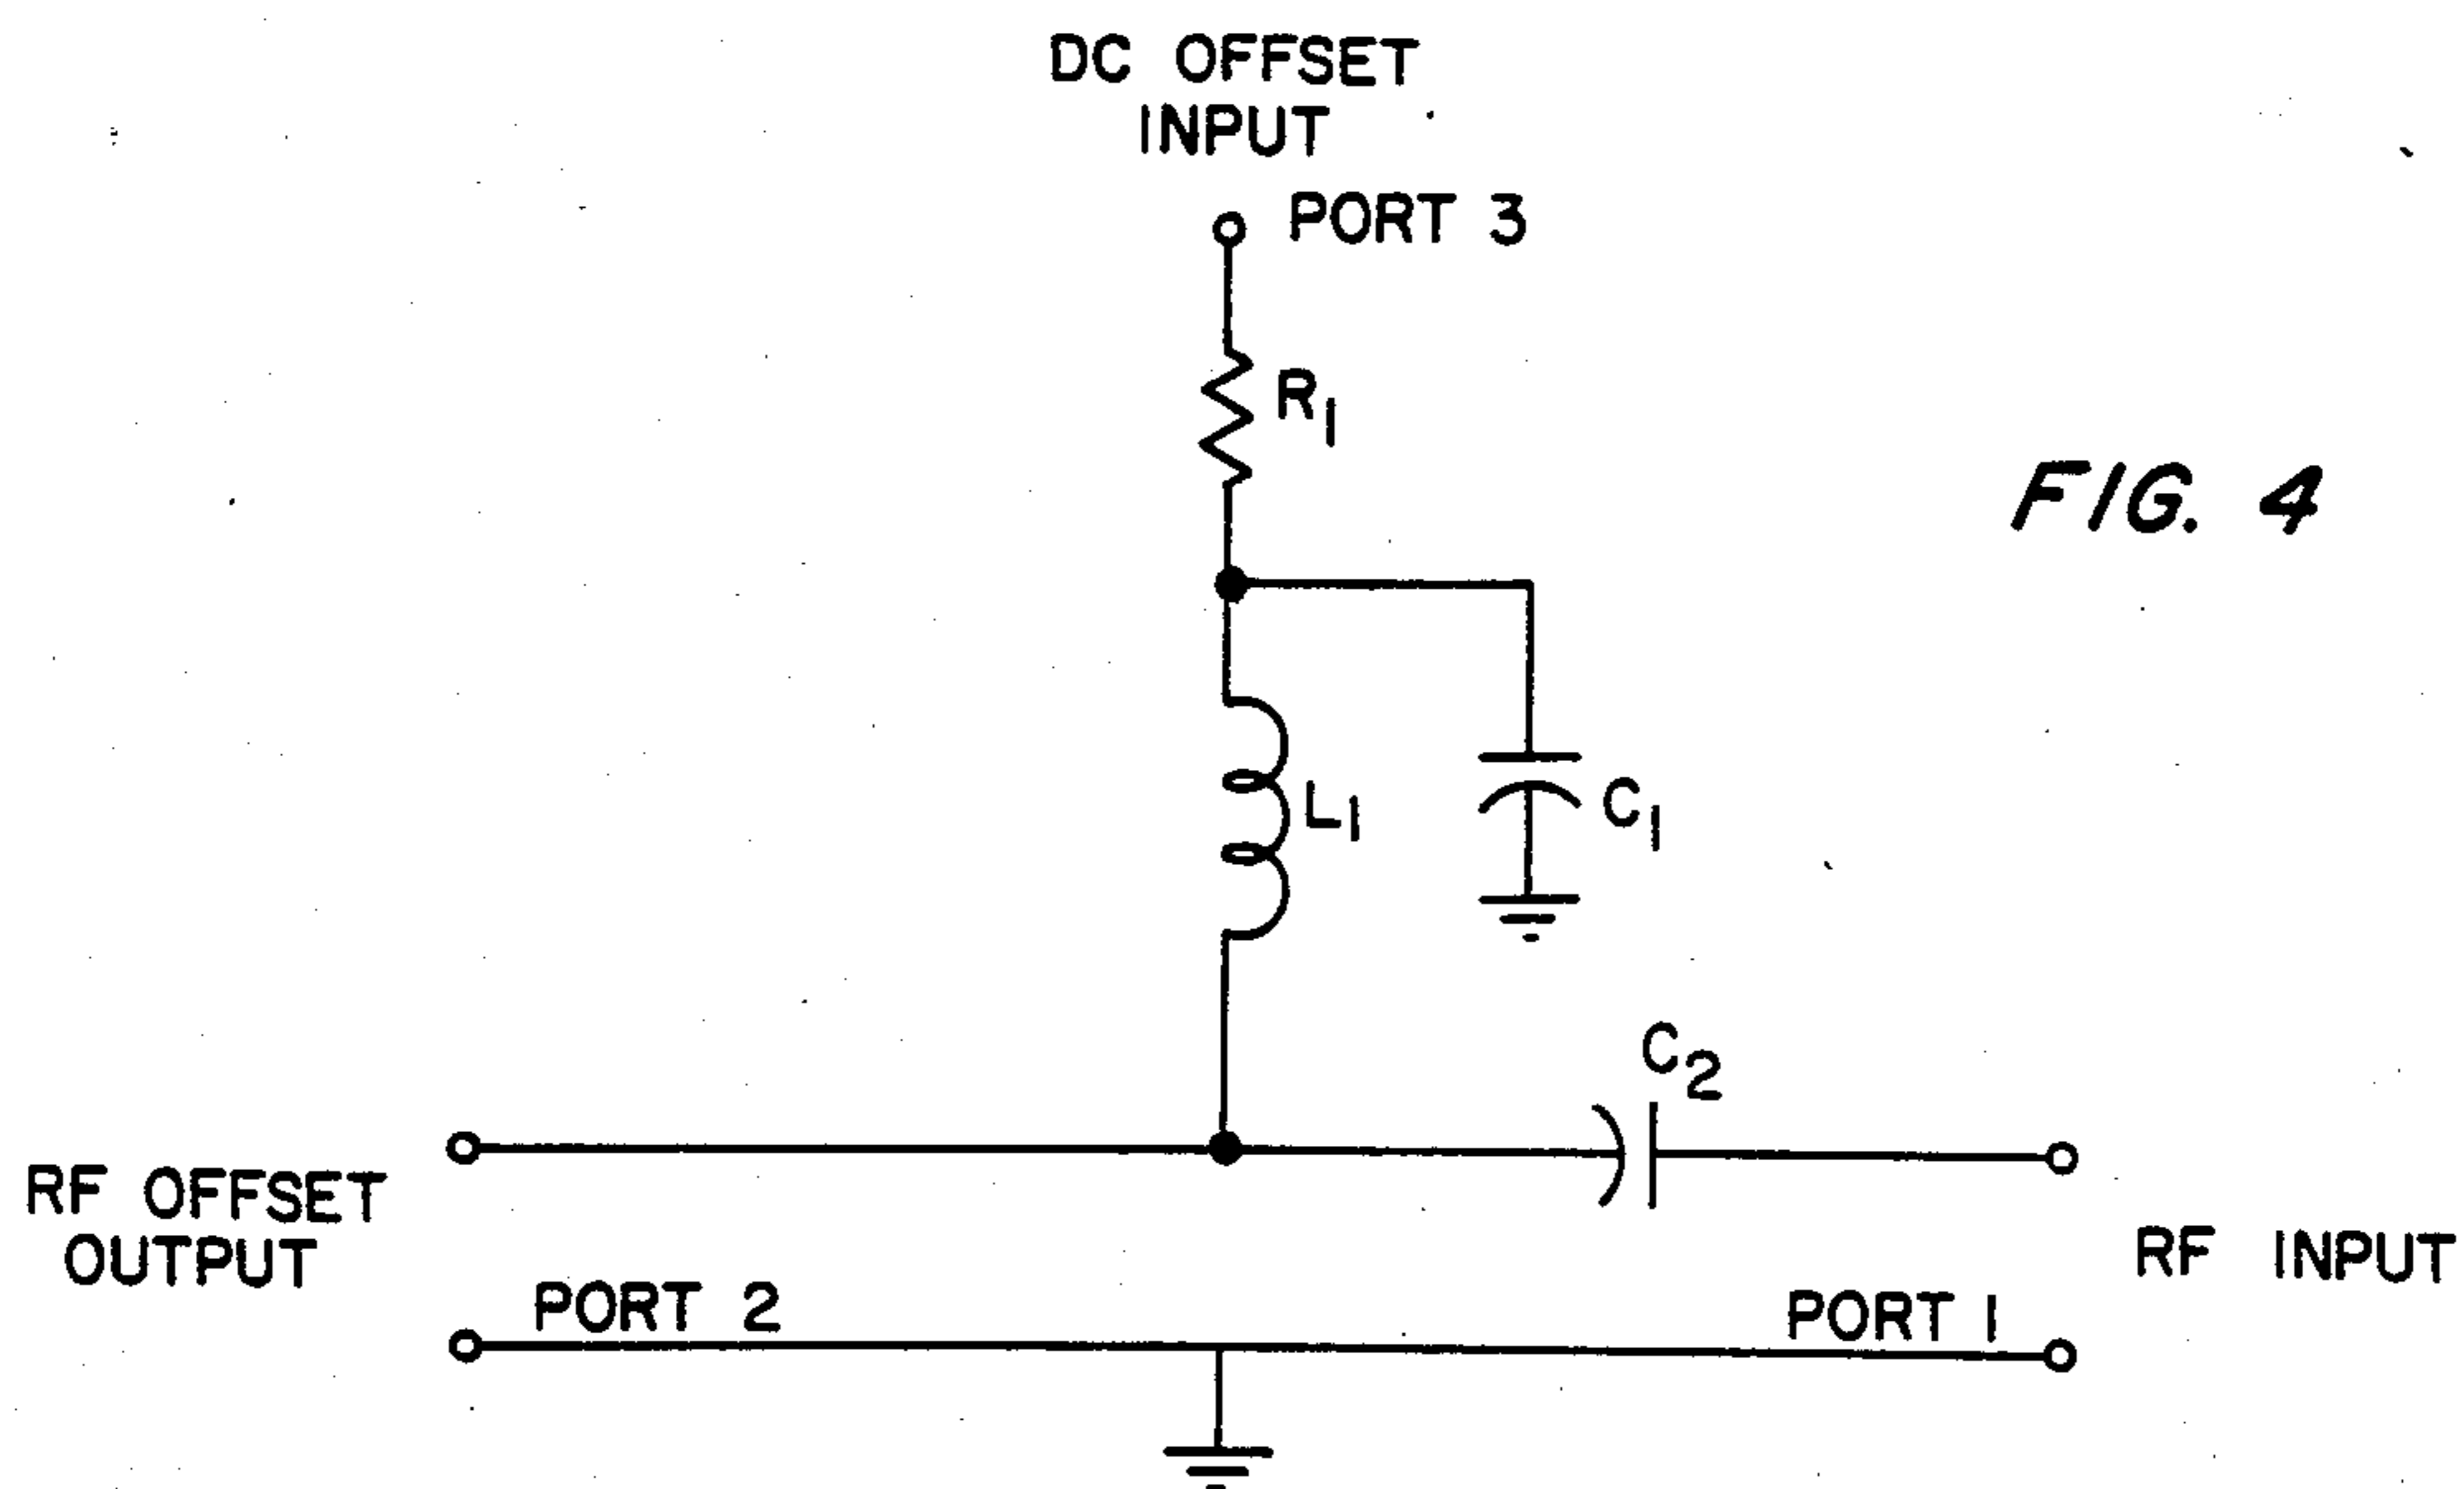 DC OFFSET
INPUT
PORT 3
R1
FIG. 4
L1
C1
C2
RF OFFSET
OUTPUT
RF INPUT
PORT 2
PORT 1